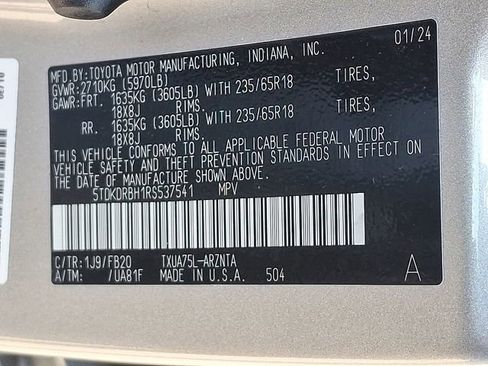 MFD.BY:TOYOTA MOTOR MANUFACTURING, INDIANA, INC. 01/24
GVWR:2710KG (5970LB)
GAWR:FRT. 1635KG (3605LB) WITH 235/65R18 TIRES,
18X8J RIMS.
RR. 1635KG (3605LB) WITH 235/65R18 TIRES,
18X8J RIMS.
THIS VEHICLE CONFORMS TO ALL APPLICABLE FEDERAL MOTOR
VEHICLE SAFETY AND THEFT PREVENTION STANDARDS IN EFFECT ON
THE DATE OF MANUFACTURE SHOWN ABOVE.
5TDKDRBH1RS537541 MPV
C/TR: 1J9/FB20 TXUA75L-ARZNTA
A/TM: /UA81F MADE IN U.S.A. 504 A